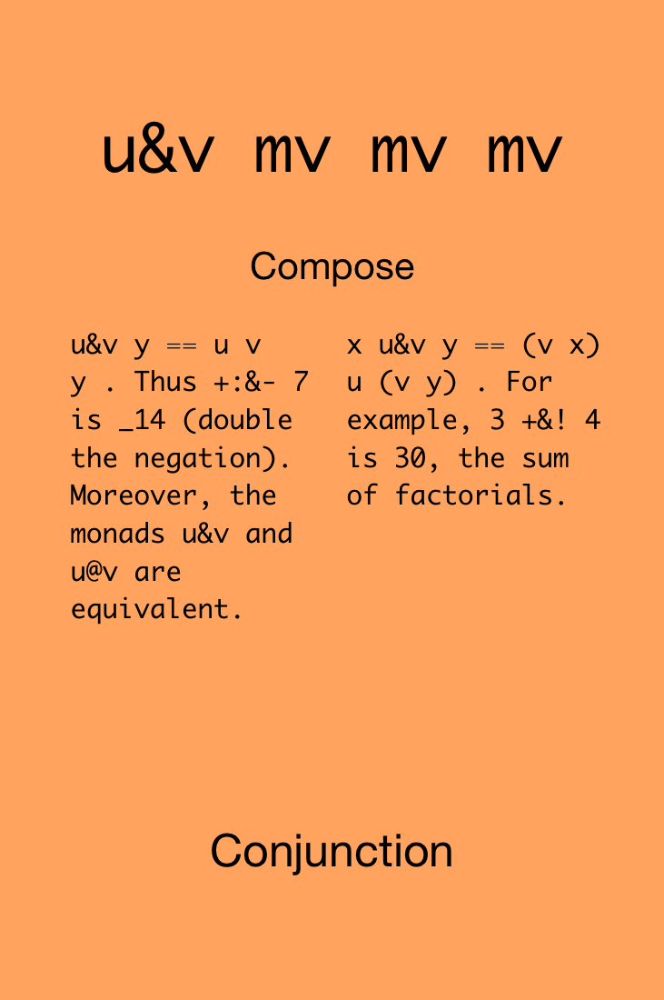 u&v mv mv mv
Compose
u&v y == u v
y . Thus +:&- 7
is _14 (double
the negation).
Moreover, the
monads u&v and
u@v are
equivalent.
x u&v y == (v x)
u (v y) . For
example, 3 +&! 4
is 30, the sum
of factorials.
Conjunction